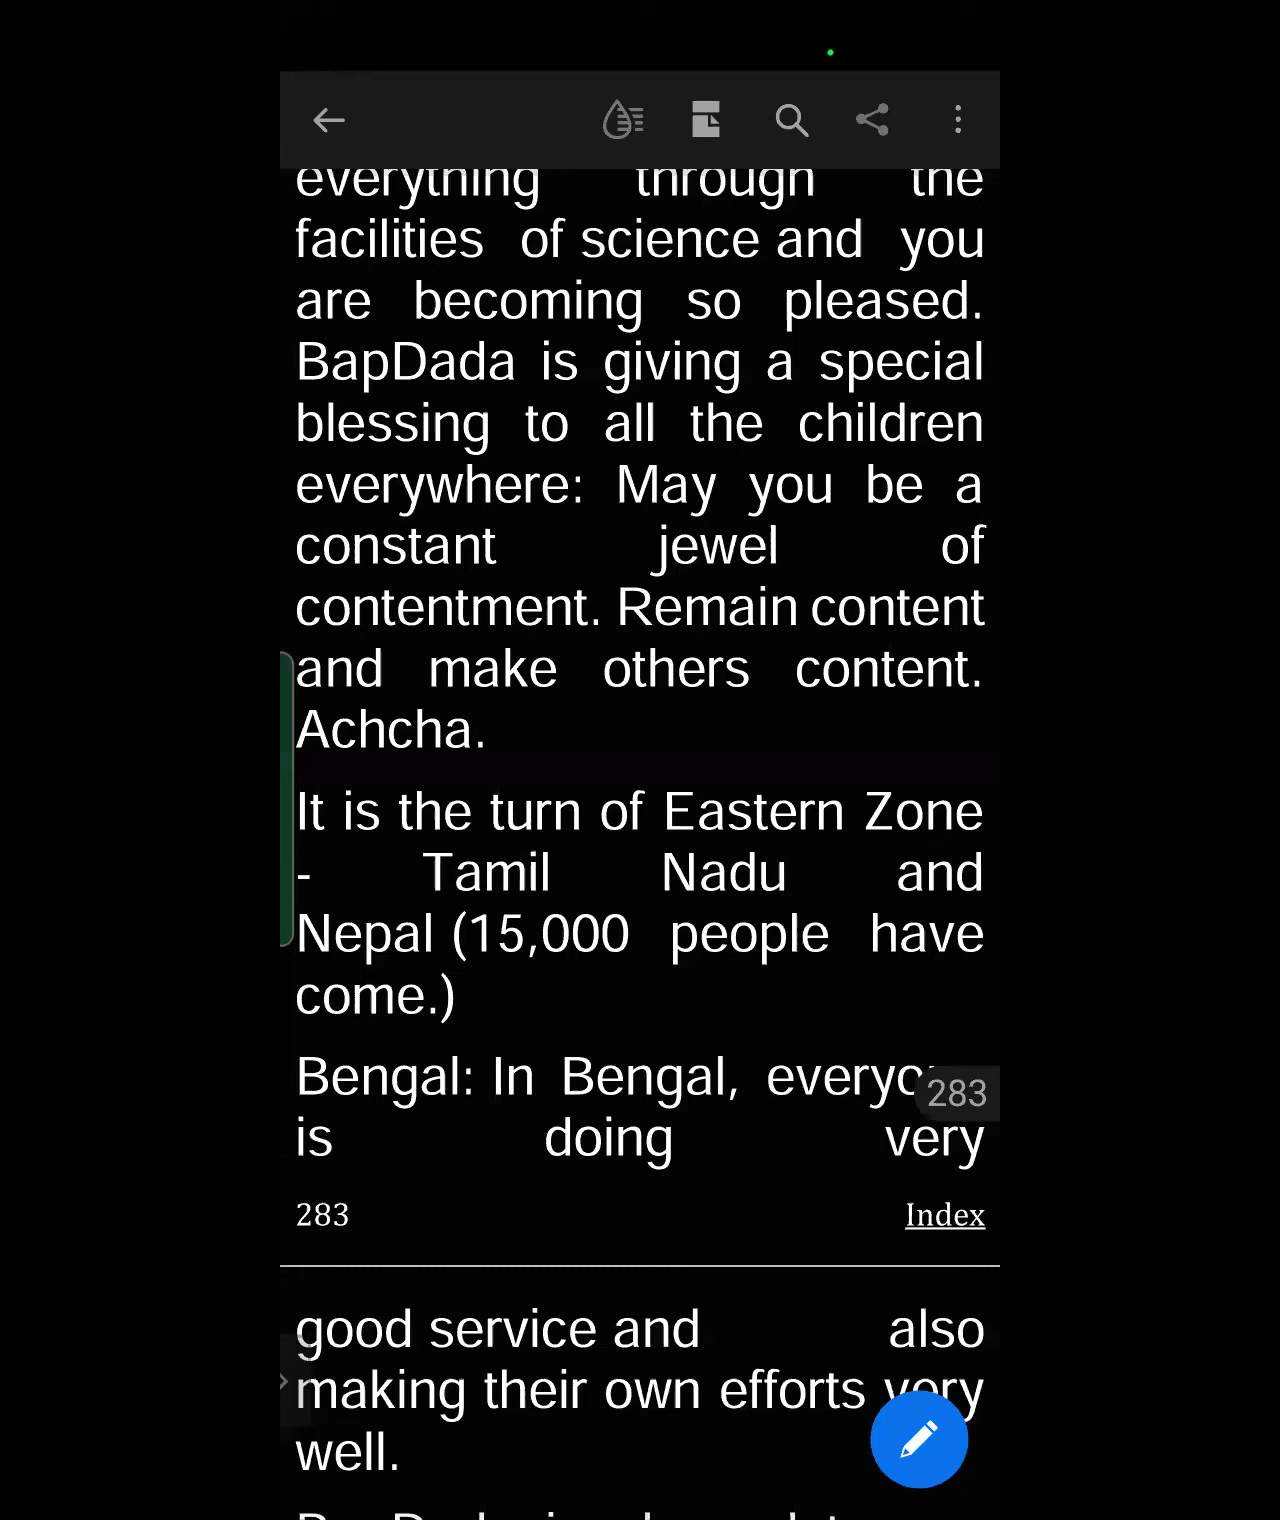 everything through the
facilities of science and you
are becoming so pleased.
BapDada is giving a special
blessing to all the children
everywhere: May you be a
constant jewel of
contentment. Remain content
and make others content.
Achcha.
It is the turn of Eastern Zone
- Tamil Nadu and
Nepal (15,000 people have
come.)
Bengal: In Bengal,
283
is doing very
283 Index
good service and also
making their own efforts very
well.